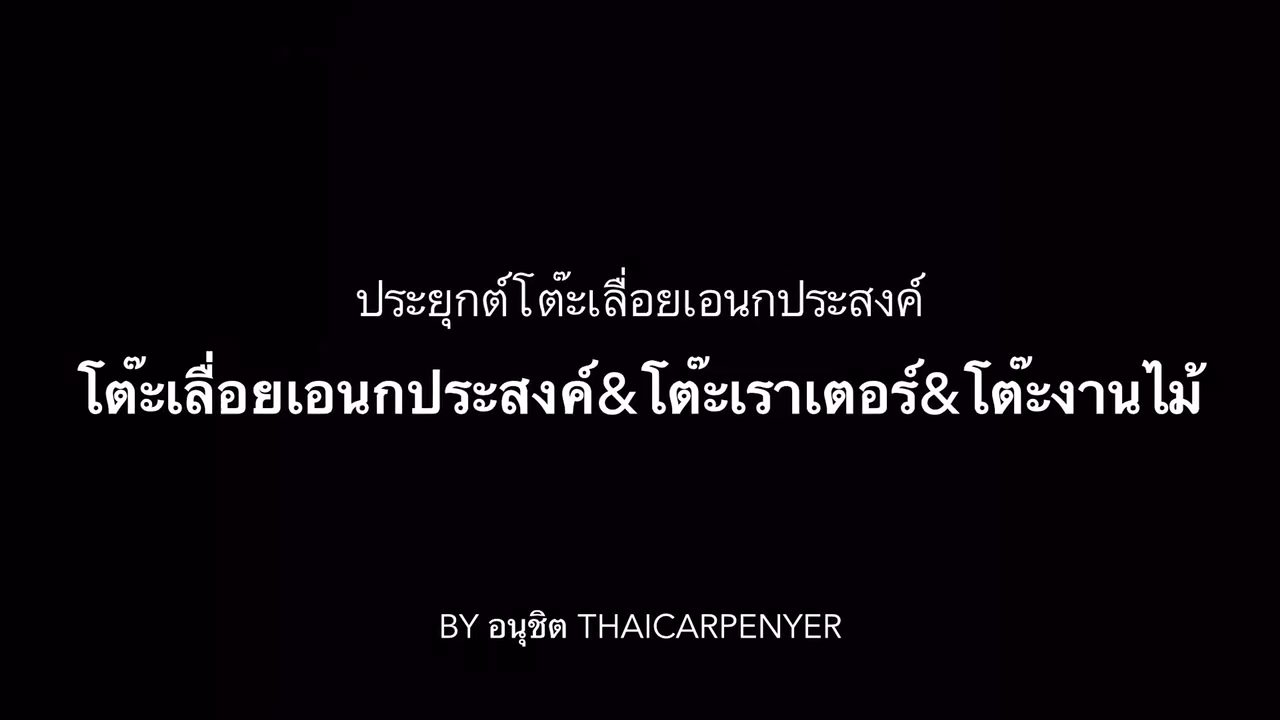 ประยุกต์โต๊ะเลื่อยเอนกประสงค์
โต๊ะเลื่อยเอนกประสงค์&โต๊ะเราเตอร์&โต๊ะงานไม้
BY อนุชิต THAICARPENYER